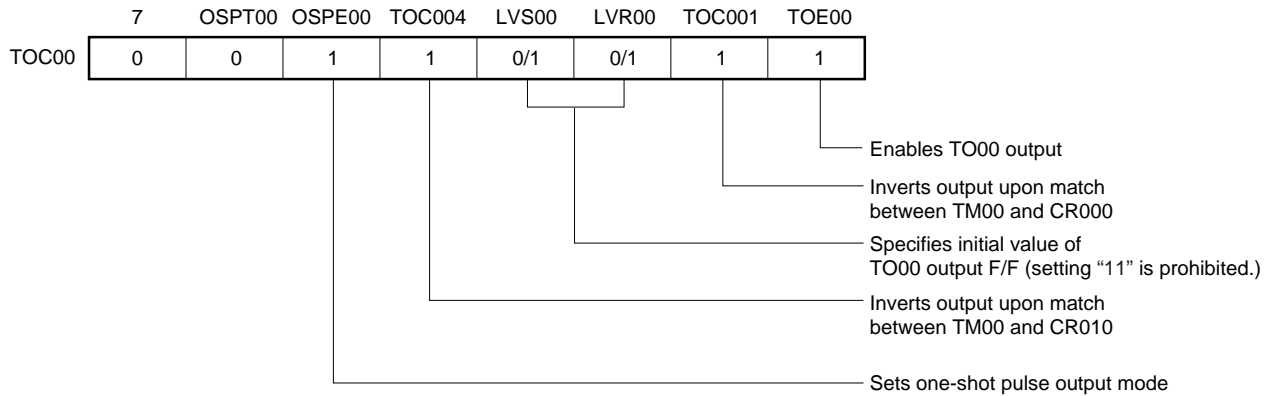 7 OSPT00 OSPE00 TOC004 LVS00 LVR00 TOC001 TOE00
TOC00 0 0 1 1 0/1 0/1 1 1
Enables TO00 output
Inverts output upon match
between TM00 and CR000
Specifies initial value of
TO00 output F/F (setting “11” is prohibited.)
Inverts output upon match
between TM00 and CR010
Sets one-shot pulse output mode